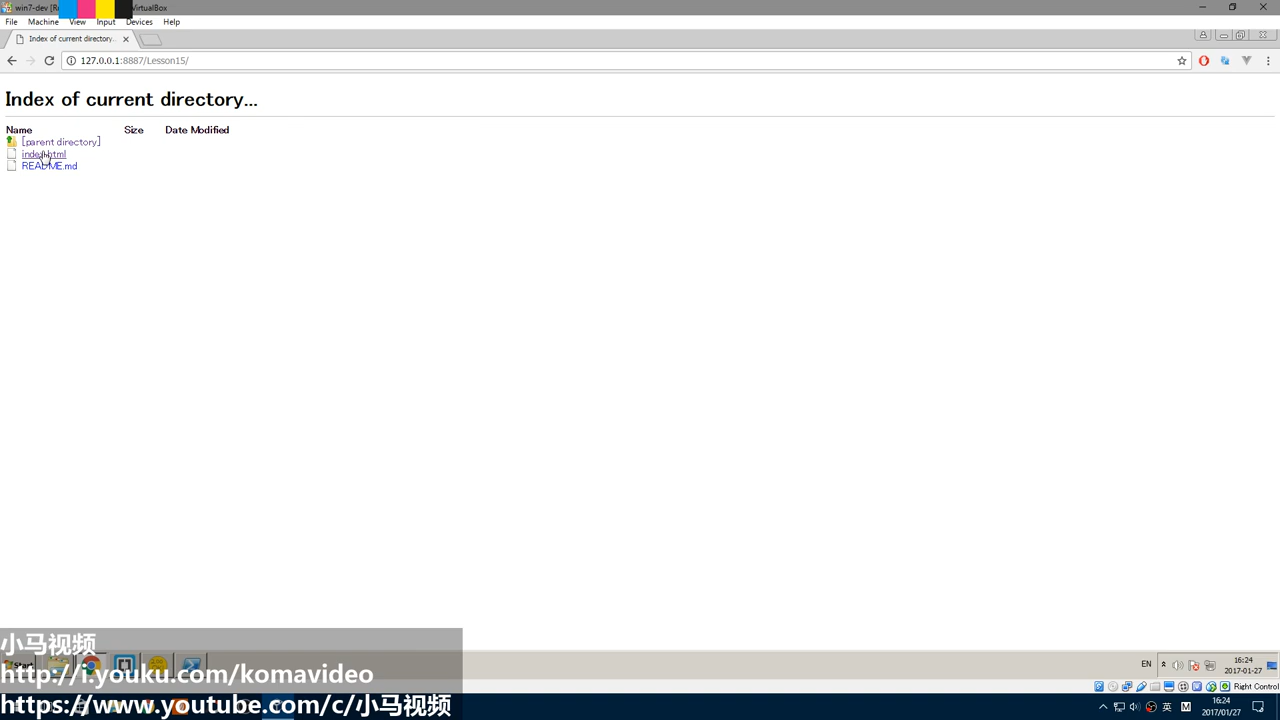 win7-dev [Ru VirtualBox
File Machine View Input Devices Help
Index of current directory...
127.0.0.1:8887/Lesson15/
Index of current directory...
Name Size Date Modified
[parent directory]
index.html
README.md
小马视频
Start
http://i.youku.com/komavideo
https://www.youtube.com/c/小马视频
EN 16:24
2017-01-27
Right Control
英 M 16:24
2017/01/27